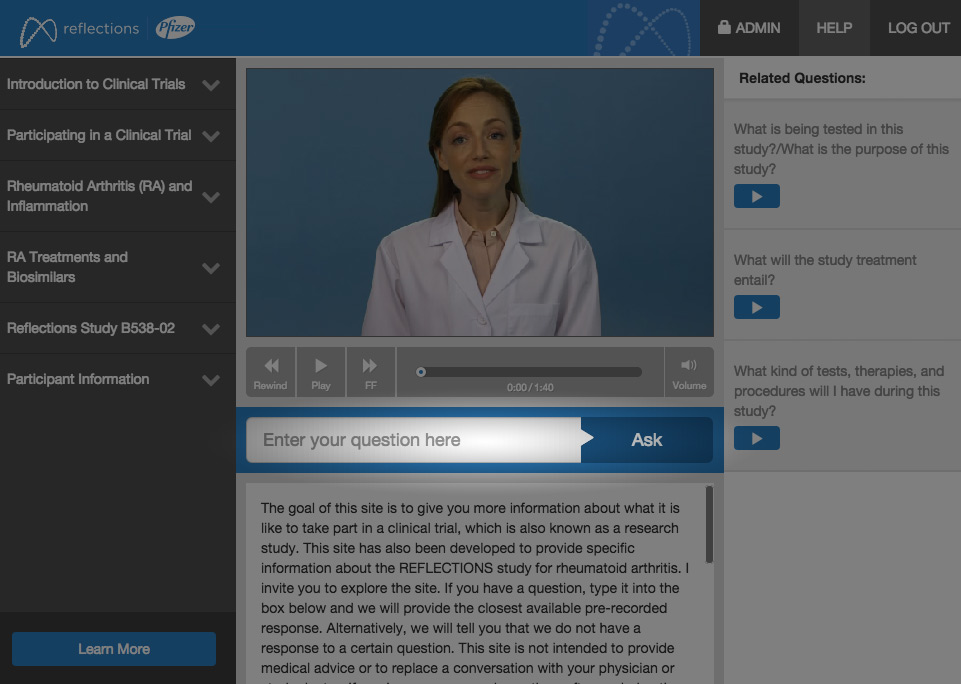 reflections
Pfizer
ADMIN
HELP
LOG OUT
Introduction to Clinical Trials
Participating in a Clinical Trial
Rheumatoid Arthritis (RA) and
Inflammation
RA Treatments and
Biosimilars
Reflections Study B538-02
Participant Information
Learn More
Rewind
Play
FF
0:00 / 1:40
Volume
Enter your question here
Ask
The goal of this site is to give you more information about what it is
like to take part in a clinical trial, which is also known as a research
study. This site has also been developed to provide specific
information about the REFLECTIONS study for rheumatoid arthritis. I
invite you to explore the site. If you have a question, type it into the
box below and we will provide the closest available pre-recorded
response. Alternatively, we will tell you that we do not have a
response to a certain question. This site is not intended to provide
medical advice or to replace a conversation with your physician or
Related Questions:
What is being tested in this
study?/What is the purpose of this
study?
What will the study treatment
entail?
What kind of tests, therapies, and
procedures will I have during this
study?